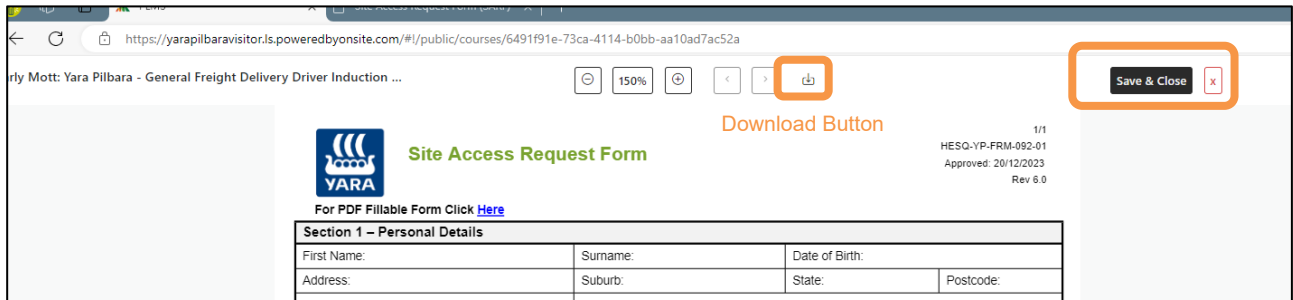 Site Access Request Form (SARF)
https://yarapilbaravisitor.ls.poweredbyonsite.com/#!/public/courses/6491f91e-73ca-4114-b0bb-aa10ad7ac52a
rly Mott: Yara Pilbara - General Freight Delivery Driver Induction ...
150%
Save & Close x
Download Button
1/1
HESQ-YP-FRM-092-01
Approved: 20/12/2023
Rev 6.0
YARA
Site Access Request Form
For PDF Fillable Form Click Here
Section 1 – Personal Details
First Name: Surname: Date of Birth:
Address: Suburb: State: Postcode: